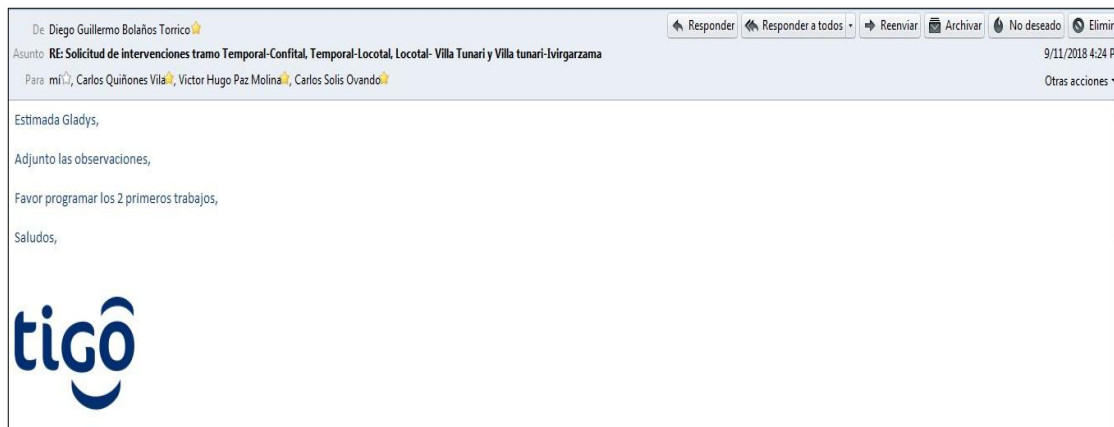 De Diego Guillermo Bolaños Torrico
Responder Responder a todos Reenviar Archivar No deseado Elimin
Asunto RE: Solicitud de intervenciones tramo Temporal-Confital, Temporal-Locotal, Locotal- Villa Tunari y Villa tunari-Ivirgarzama
9/11/2018 4:24 P
Para mí, Carlos Quiñones Vila, Victor Hugo Paz Molina, Carlos Solis Ovando
Otras acciones
Estimada Gladys,
Adjunto las observaciones,
Favor programar los 2 primeros trabajos,
Saludos,
tigo